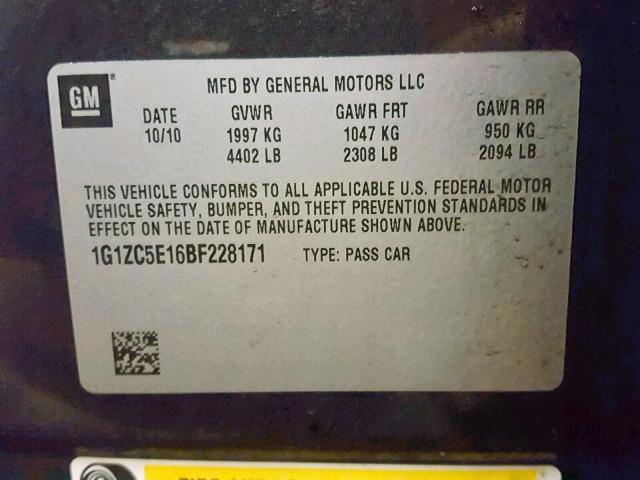 GM®
MFD BY GENERAL MOTORS LLC
DATE GVWR GAWR FRT GAWR RR
10/10 1997 KG 1047 KG 950 KG
4402 LB 2308 LB 2094 LB
THIS VEHICLE CONFORMS TO ALL APPLICABLE U.S. FEDERAL MOTOR
VEHICLE SAFETY, BUMPER, AND THEFT PREVENTION STANDARDS IN
EFFECT ON THE DATE OF MANUFACTURE SHOWN ABOVE.
1G1ZC5E16BF228171 TYPE: PASS CAR